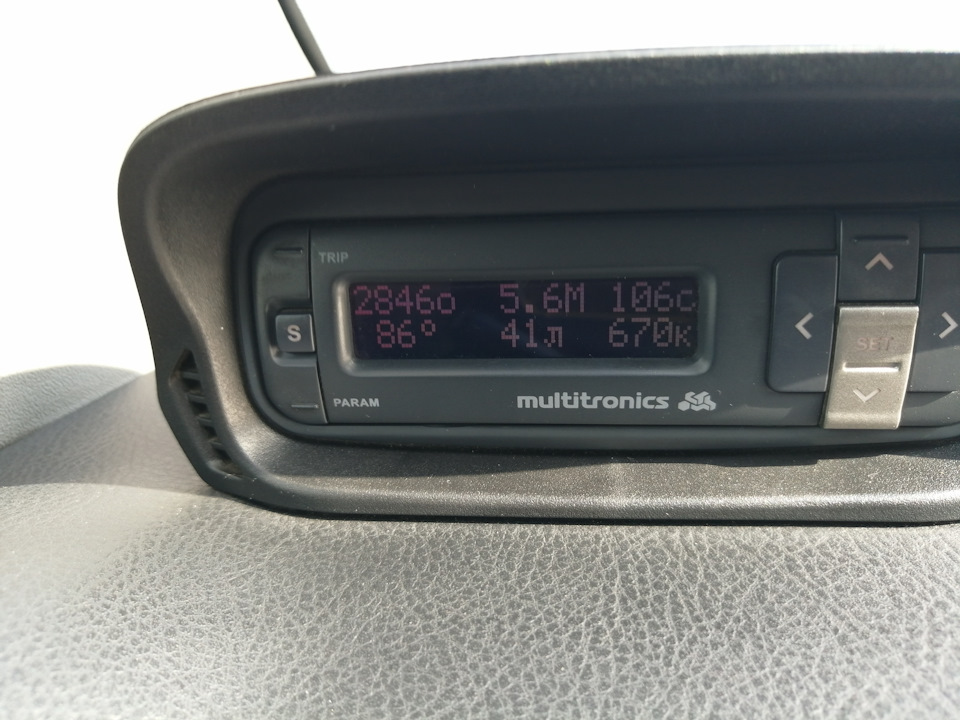 TRIP
2846о 5.6М 106с
S
86° 41л 670к
SET
PARAM
multitronics